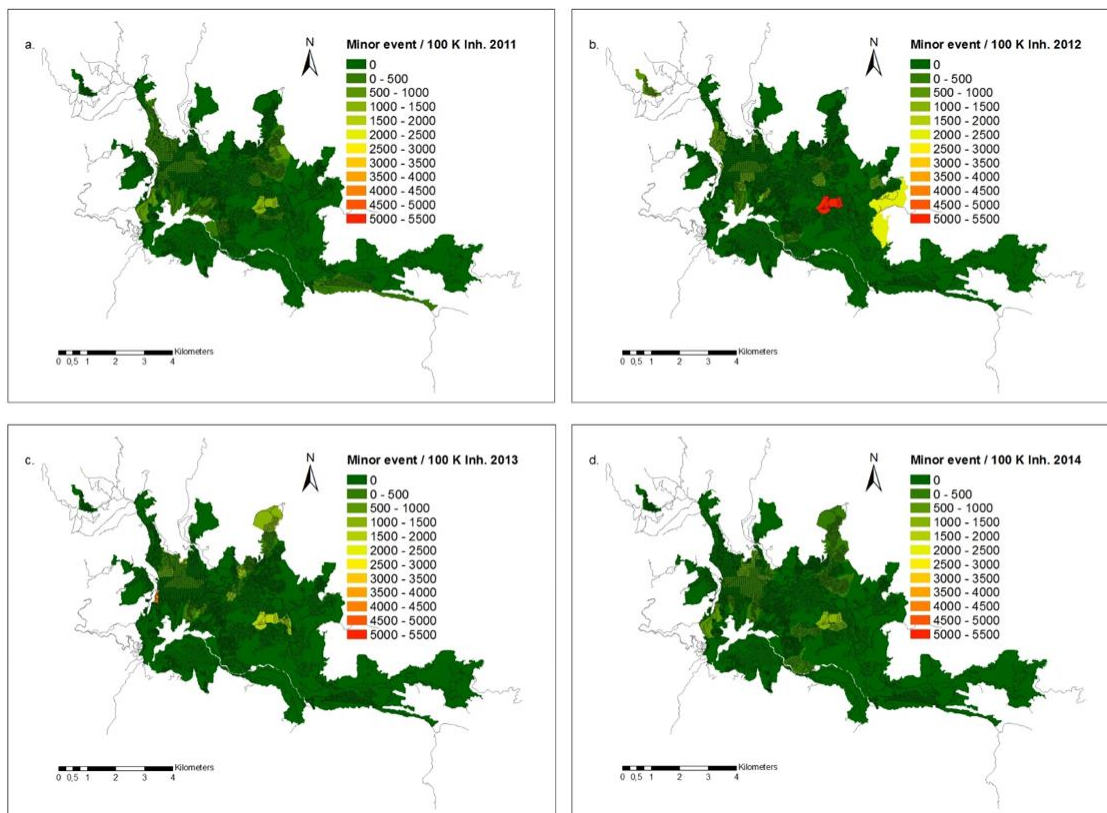 a.
N
Minor event / 100 K Inh. 2011
0
0 - 500
500 - 1000
1000 - 1500
1500 - 2000
2000 - 2500
2500 - 3000
3000 - 3500
3500 - 4000
4000 - 4500
4500 - 5000
5000 - 5500
Kilometers
0 0,5 1 2 3 4
b.
N
Minor event / 100 K Inh. 2012
0
0 - 500
500 - 1000
1000 - 1500
1500 - 2000
2000 - 2500
2500 - 3000
3000 - 3500
3500 - 4000
4000 - 4500
4500 - 5000
5000 - 5500
Kilometers
0 0,5 1 2 3 4
c.
N
Minor event / 100 K Inh. 2013
0
0 - 500
500 - 1000
1000 - 1500
1500 - 2000
2000 - 2500
2500 - 3000
3000 - 3500
3500 - 4000
4000 - 4500
4500 - 5000
5000 - 5500
Kilometers
0 0,5 1 2 3 4
d.
N
Minor event / 100 K Inh. 2014
0
0 - 500
500 - 1000
1000 - 1500
1500 - 2000
2000 - 2500
2500 - 3000
3000 - 3500
3500 - 4000
4000 - 4500
4500 - 5000
5000 - 5500
Kilometers
0 0,5 1 2 3 4